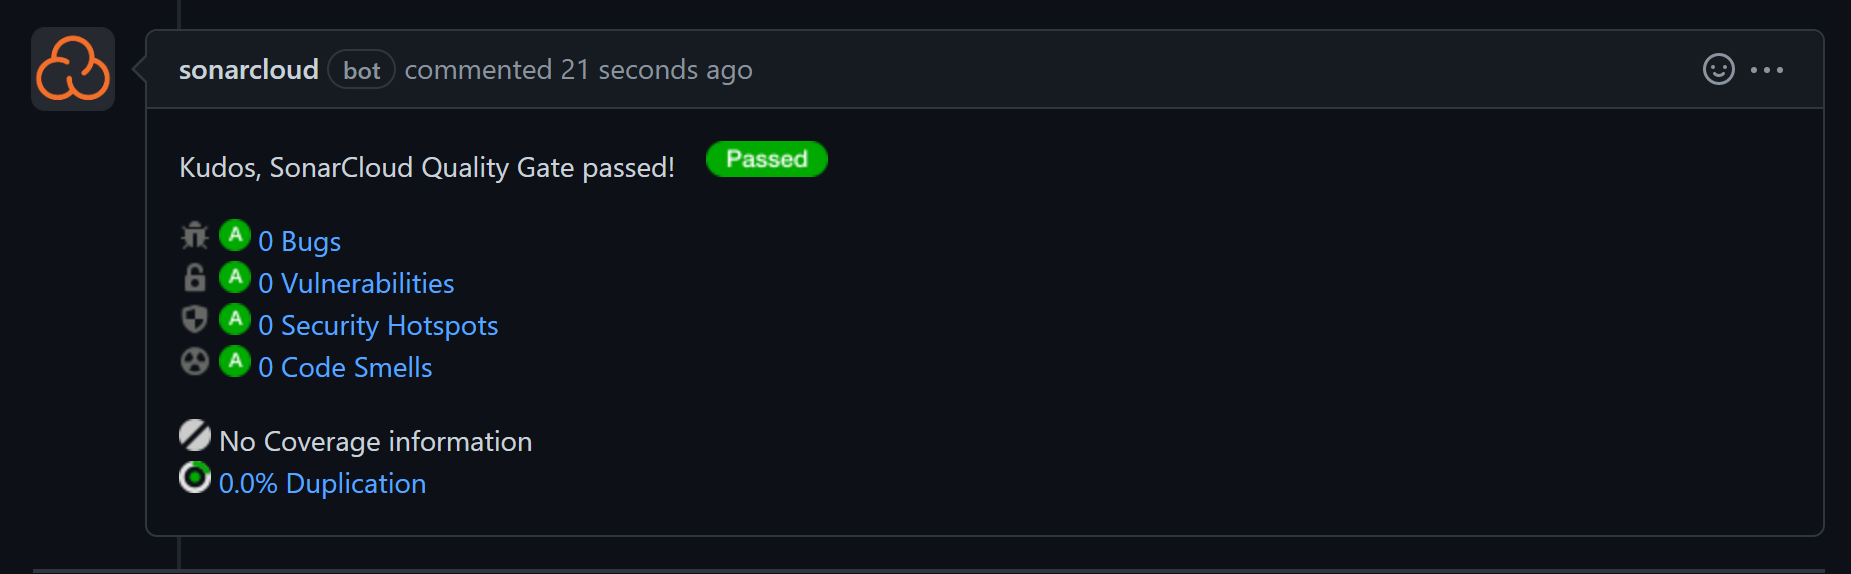 sonarcloud bot commented 21 seconds ago
Kudos, SonarCloud Quality Gate passed! Passed
A 0 Bugs
A 0 Vulnerabilities
A 0 Security Hotspots
A 0 Code Smells
No Coverage information
0.0% Duplication